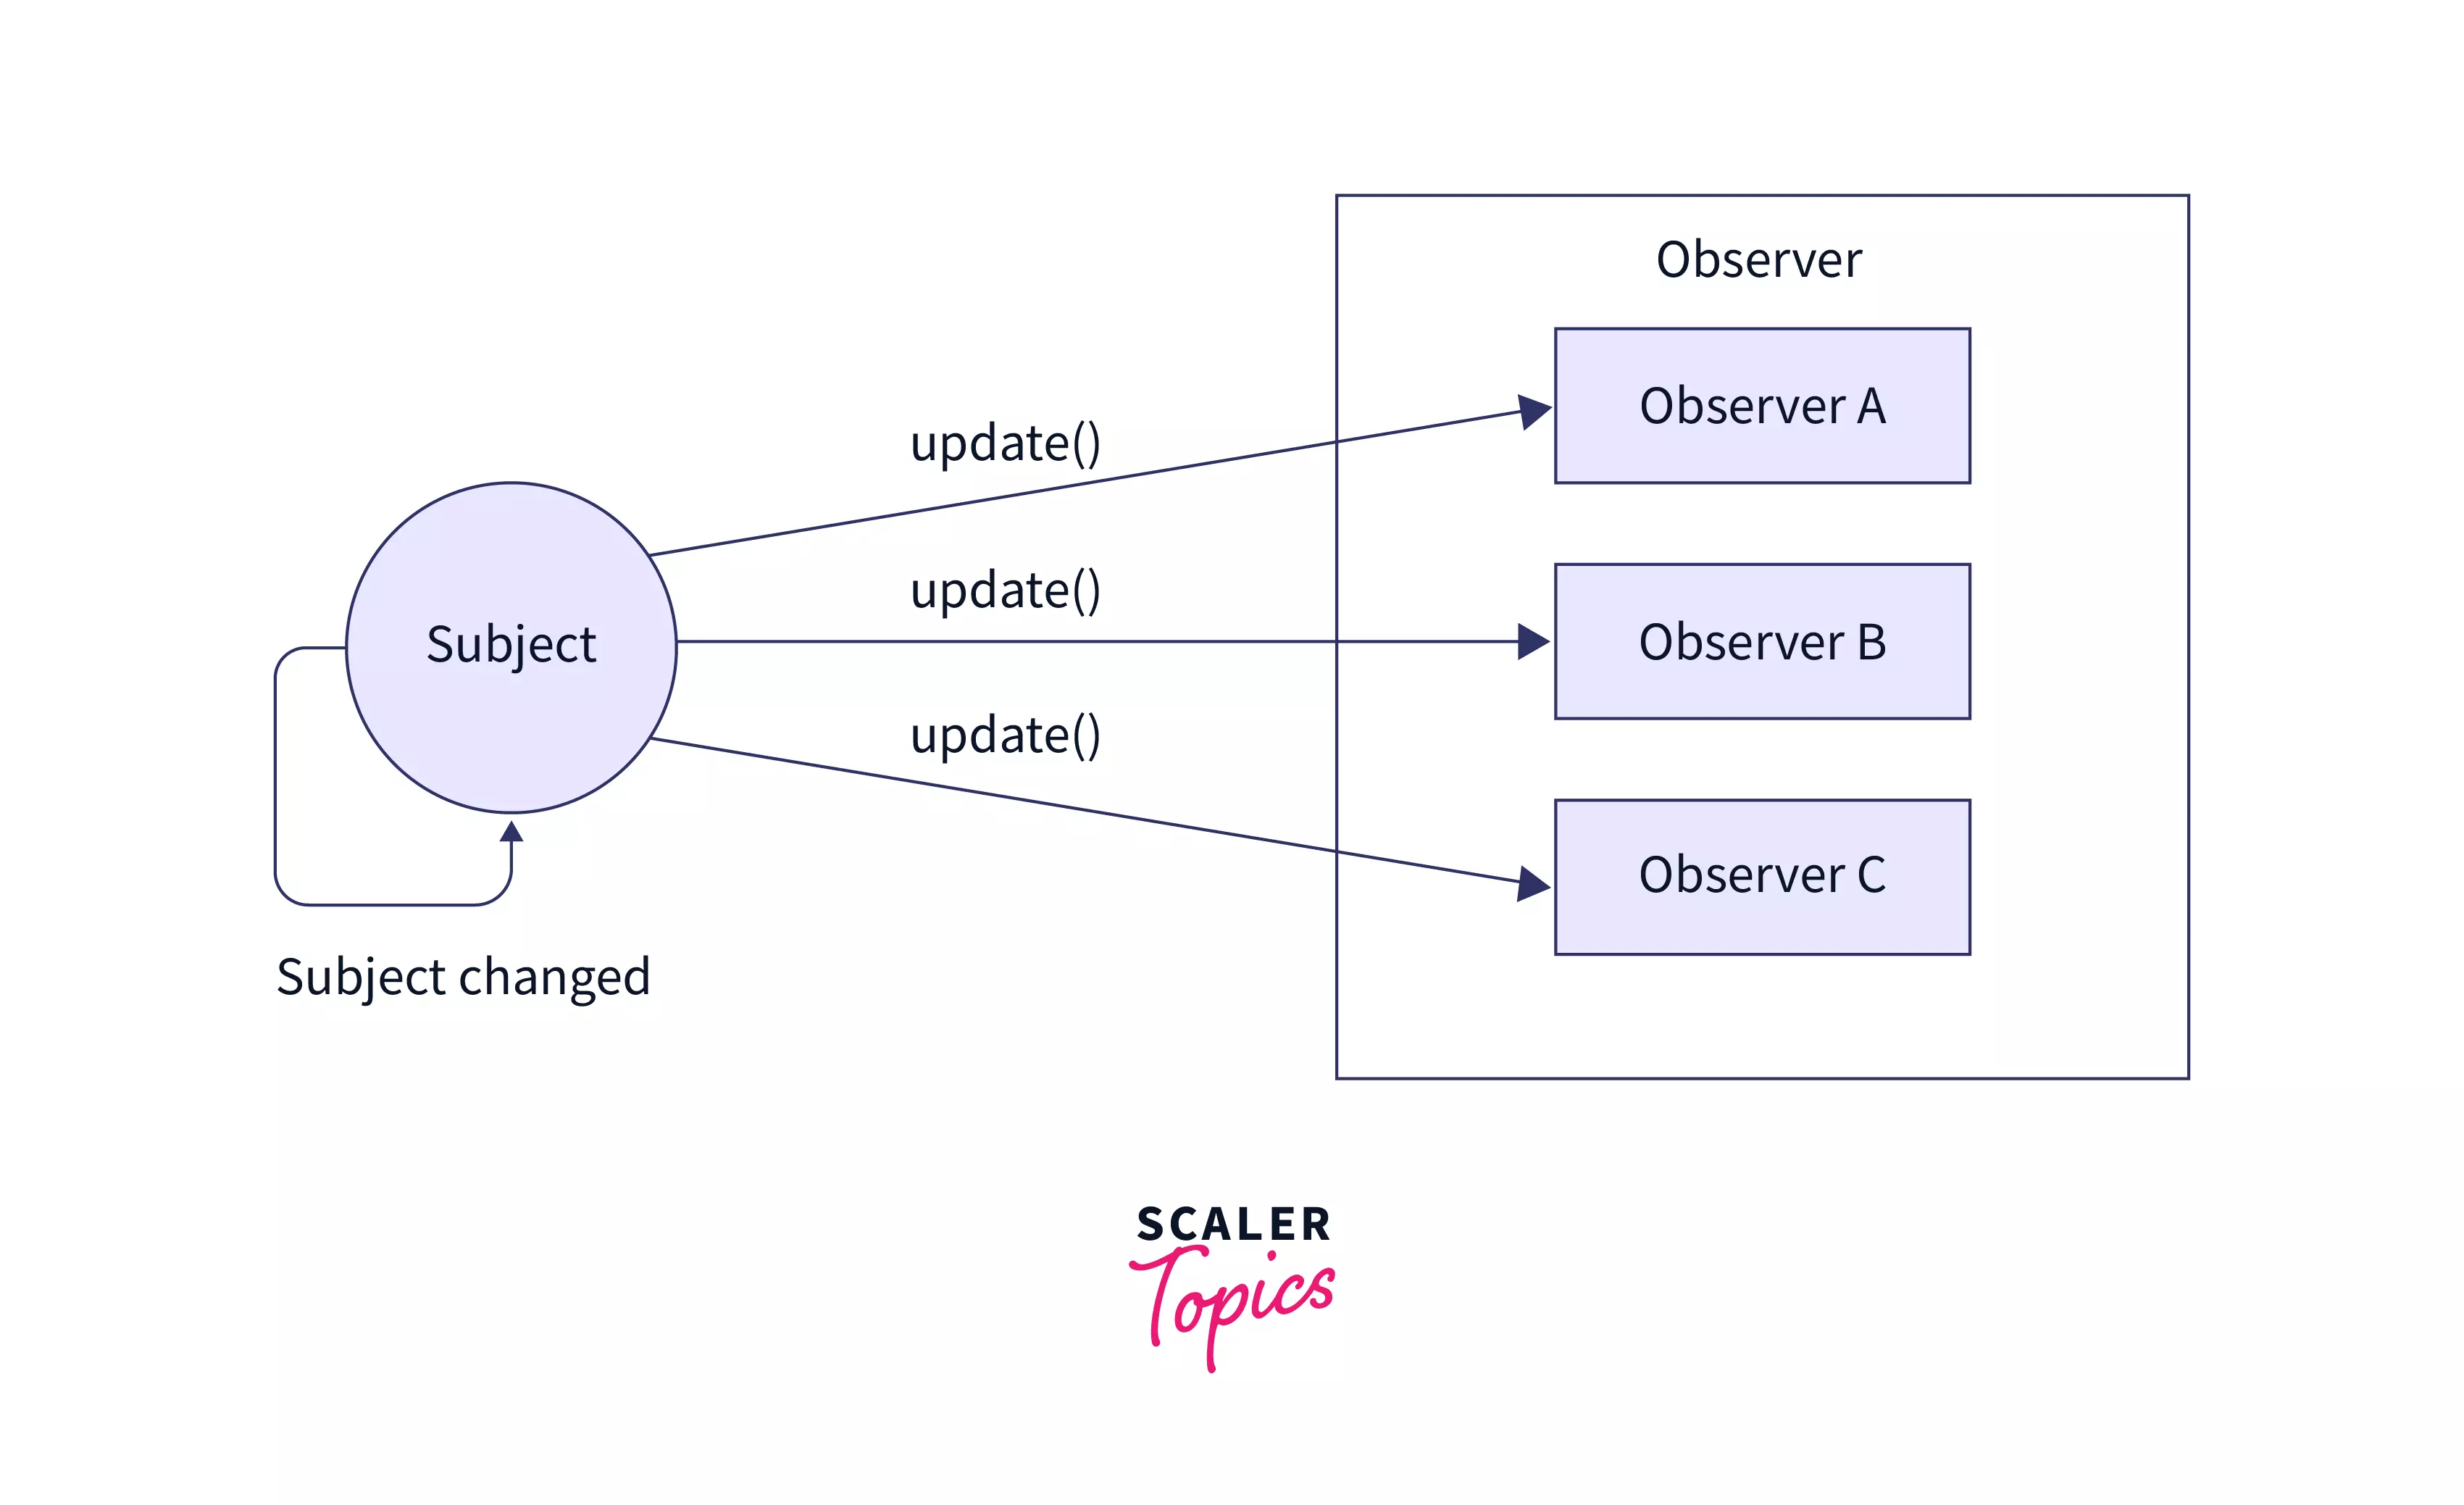 Observer
Observer A
update()
update()
Subject
Observer B
update()
Observer C
Subject changed
SCALER
Topics